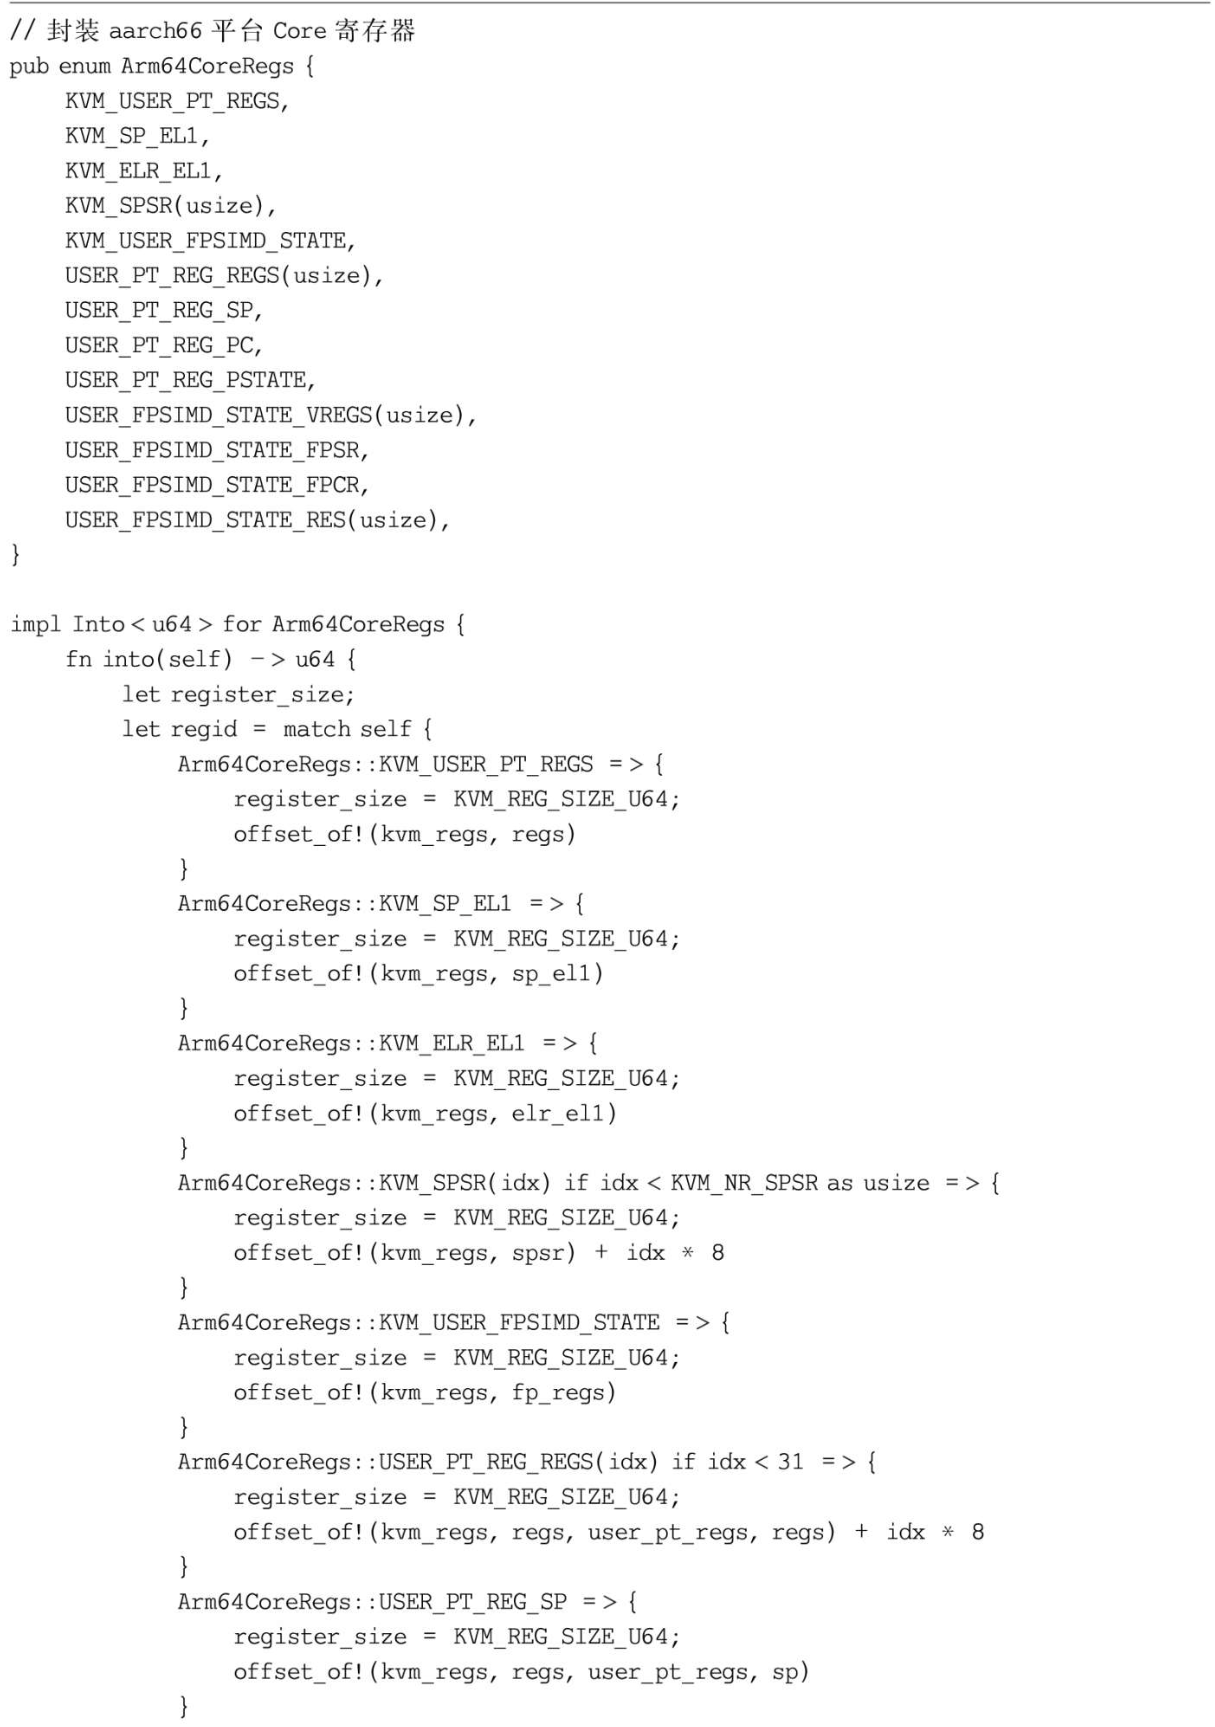 // 封装 aarch66 平台 Core 寄存器
pub enum Arm64CoreRegs {
    KVM_USER_PT_REGS,
    KVM_SP_EL1,
    KVM_ELR_EL1,
    KVM_SPSR(usize),
    KVM_USER_FPSIMD_STATE,
    USER_PT_REG_REGS(usize),
    USER_PT_REG_SP,
    USER_PT_REG_PC,
    USER_PT_REG_PSTATE,
    USER_FPSIMD_STATE_VREGS(usize),
    USER_FPSIMD_STATE_FPSR,
    USER_FPSIMD_STATE_FPCR,
    USER_FPSIMD_STATE_RES(usize),
}

impl Into<u64> for Arm64CoreRegs {
    fn into(self) -> u64 {
        let register_size;
        let regid = match self {
            Arm64CoreRegs::KVM_USER_PT_REGS => {
                register_size = KVM_REG_SIZE_U64;
                offset_of!(kvm_regs, regs)
            }
            Arm64CoreRegs::KVM_SP_EL1 => {
                register_size = KVM_REG_SIZE_U64;
                offset_of!(kvm_regs, sp_el1)
            }
            Arm64CoreRegs::KVM_ELR_EL1 => {
                register_size = KVM_REG_SIZE_U64;
                offset_of!(kvm_regs, elr_el1)
            }
            Arm64CoreRegs::KVM_SPSR(idx) if idx < KVM_NR_SPSR as usize => {
                register_size = KVM_REG_SIZE_U64;
                offset_of!(kvm_regs, spsr) + idx * 8
            }
            Arm64CoreRegs::KVM_USER_FPSIMD_STATE => {
                register_size = KVM_REG_SIZE_U64;
                offset_of!(kvm_regs, fp_regs)
            }
            Arm64CoreRegs::USER_PT_REG_REGS(idx) if idx < 31 => {
                register_size = KVM_REG_SIZE_U64;
                offset_of!(kvm_regs, regs, user_pt_regs, regs) + idx * 8
            }
            Arm64CoreRegs::USER_PT_REG_SP => {
                register_size = KVM_REG_SIZE_U64;
                offset_of!(kvm_regs, regs, user_pt_regs, sp)
            }